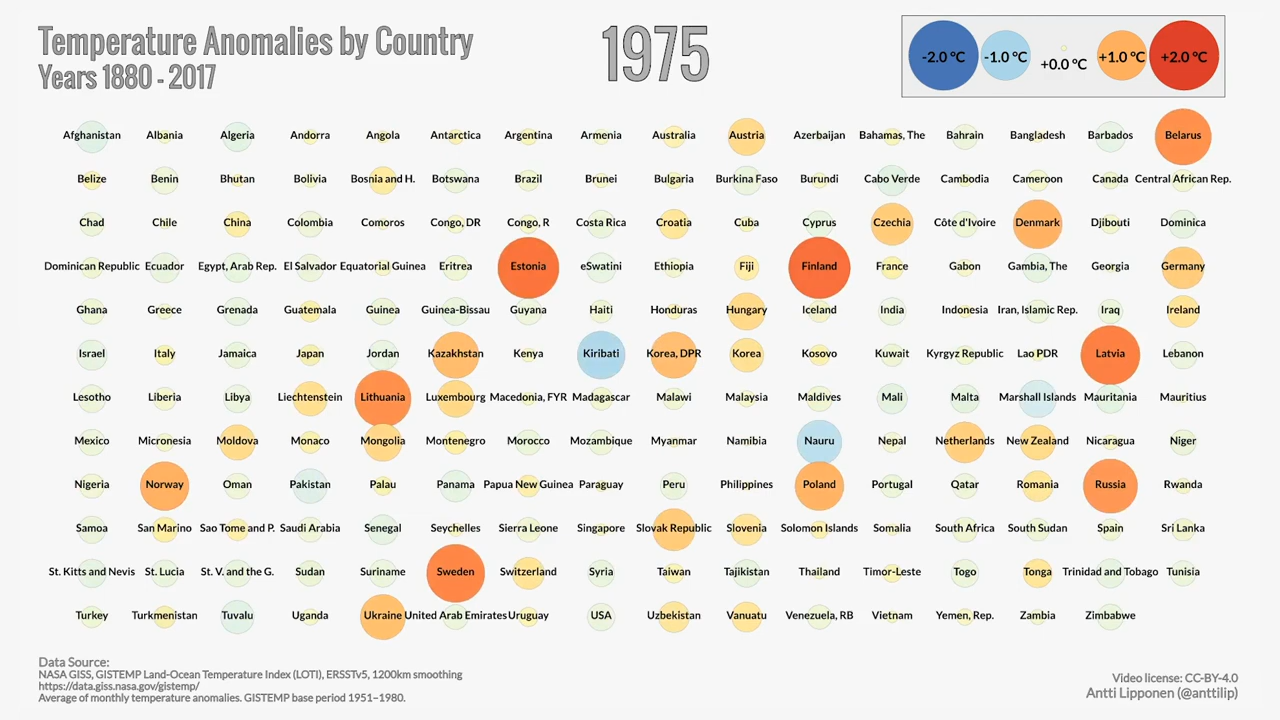 Temperature Anomalies by Country
Years 1880 - 2017
1975
-2.0 °C -1.0 °C +0.0 °C +1.0 °C +2.0 °C
Afghanistan Albania Algeria Andorra Angola Antarctica Argentina Armenia Australia Austria Azerbaijan Bahamas, The Bahrain Bangladesh Barbados Belarus
Belize Benin Bhutan Bolivia Bosnia and H. Botswana Brazil Brunei Bulgaria Burkina Faso Burundi Cabo Verde Cambodia Cameroon Canada Central African Rep.
Chad Chile China Colombia Comoros Congo, DR Congo, R Costa Rica Croatia Cuba Cyprus Czechia Côte d'Ivoire Denmark Djibouti Dominica
Dominican Republic Ecuador Egypt, Arab Rep. El Salvador Equatorial Guinea Eritrea Estonia eSwatini Ethiopia Fiji Finland France Gabon Gambia, The Georgia Germany
Ghana Greece Grenada Guatemala Guinea Guinea-Bissau Guyana Haiti Honduras Hungary Iceland India Indonesia Iran, Islamic Rep. Iraq Ireland
Israel Italy Jamaica Japan Jordan Kazakhstan Kenya Kiribati Korea, DPR Korea Kosovo Kuwait Kyrgyz Republic Lao PDR Latvia Lebanon
Lesotho Liberia Libya Liechtenstein Lithuania Luxembourg Macedonia, FYR Madagascar Malawi Malaysia Maldives Mali Malta Marshall Islands Mauritania Mauritius
Mexico Micronesia Moldova Monaco Mongolia Montenegro Morocco Mozambique Myanmar Namibia Nauru Nepal Netherlands New Zealand Nicaragua Niger
Nigeria Norway Oman Pakistan Palau Panama Papua New Guinea Paraguay Peru Philippines Poland Portugal Qatar Romania Russia Rwanda
Samoa San Marino Sao Tome and P. Saudi Arabia Senegal Seychelles Sierra Leone Singapore Slovak Republic Slovenia Solomon Islands Somalia South Africa South Sudan Spain Sri Lanka
St. Kitts and Nevis St. Lucia St. V. and the G. Sudan Suriname Sweden Switzerland Syria Taiwan Tajikistan Thailand Timor-Leste Togo Tonga Trinidad and Tobago Tunisia
Turkey Turkmenistan Tuvalu Uganda Ukraine United Arab Emirates Uruguay USA Uzbekistan Vanuatu Venezuela, RB Vietnam Yemen, Rep. Zambia Zimbabwe
Data Source:
NASA GISS, GISTEMP Land-Ocean Temperature Index (LOTI), ERSSTv5, 1200km smoothing
https://data.giss.nasa.gov/gistemp/
Average of monthly temperature anomalies. GISTEMP base period 1951–1980.
Video license: CC-BY-4.0
Antti Lipponen (@anttilip)